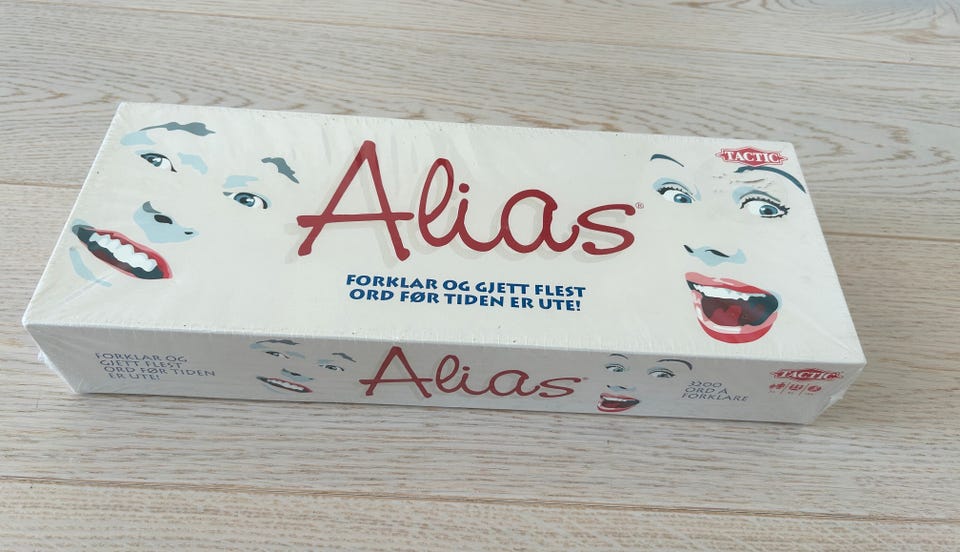 TACTIC
Alias®
FORKLAR OG GJETT FLEST
ORD FØR TIDEN ER UTE!
FORKLAR OG
GJETT FLEST
ORD FØR TIDEN
ER UTE!
Alias
3200
ORD Å
FORKLARE
TACTIC